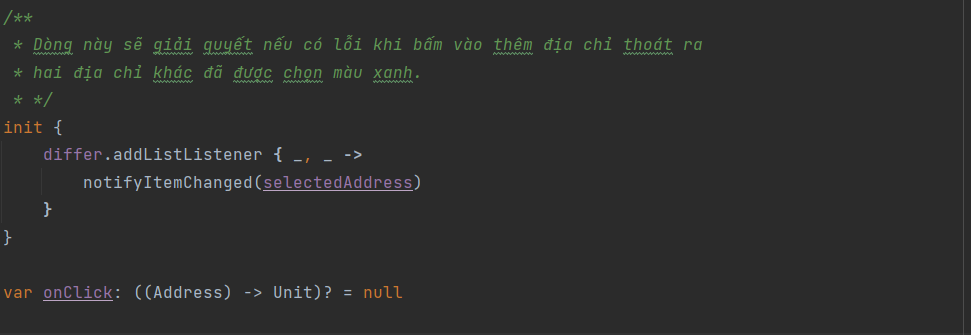 /**
 * Dòng này sẽ giải quyết nếu có lỗi khi bấm vào thêm địa chỉ thoát ra
 * hai địa chỉ khác đã được chọn màu xanh.
 * */
init {
    differ.addListListener { _, _ ->
        notifyItemChanged(selectedAddress)
    }
}
var onClick: ((Address) -> Unit)? = null